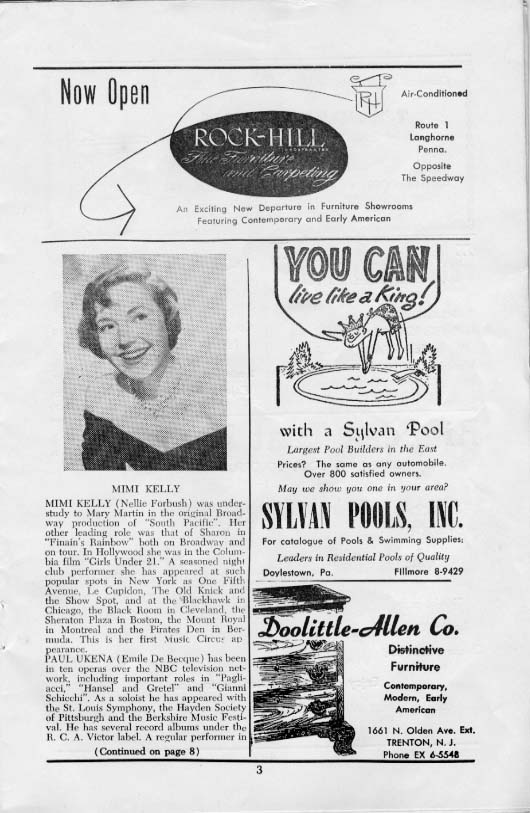 Now Open
RH
Air-Conditioned
Route 1
Langhorne
Penna.
Opposite
The Speedway
ROCK-HILL
INCORPORATED
Fine Furniture
and Carpeting
An Exciting New Departure in Furniture Showrooms
Featuring Contemporary and Early American
MIMI KELLY
MIMI KELLY (Nellie Forbush) was under-
study to Mary Martin in the original Broad-
way production of "South Pacific". Her
other leading role was that of Sharon in
"Finain's Rainbow" both on Broadway and
on tour. In Hollywood she was in the Colum-
bia film "Girls Under 21." A seasoned night
club performer she has appeared at such
popular spots in New York as One Fifth
Avenue, Le Cupidon, The Old Knick and
the Show Spot, and at the Blackhawk in
Chicago, the Black Room in Cleveland, the
Sheraton Plaza in Boston, the Mount Royal
in Montreal and the Pirates Den in Ber-
muda. This is her first Music Circus ap
pearance.
PAUL UKENA (Emile De Becque) has been
in ten operas over the NBC television net-
work, including important roles in "Pagli-
acci," "Hansel and Gretel" and "Gianni
Schicchi". As a soloist he has appeared with
the St. Louis Symphony, the Hayden Society
of Pittsburgh and the Berkshire Music Festi-
val. He has several record albums under the
R. C. A. Victor label. A regular performer in
(Continued on page 8)
YOU CAN
live like a King!
with a Sylvan Pool
Largest Pool Builders in the East
Prices? The same as any automobile.
Over 800 satisfied owners.
May we show you one in your area?
SYLVAN POOLS, INC.
For catalogue of Pools & Swimming Supplies:
Leaders in Residential Pools of Quality
Doylestown, Pa. FIllmore 8-9429
Doolittle-Allen Co.
Distinctive
Furniture
Contemporary,
Modern, Early
American
1661 N. Olden Ave. Ext.
TRENTON, N. J.
Phone EX 6-5548
3